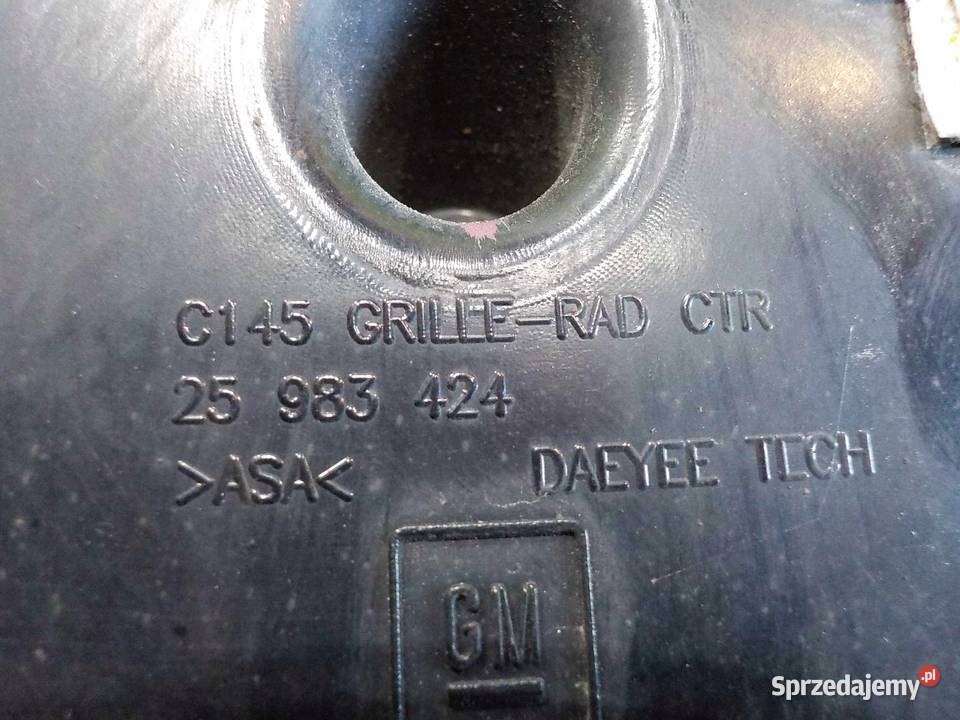 C145 GRILLE-RAD CTR
25 983 424
>ASA<
DAEYEE TECH
GM
Sprzedajemy.pl